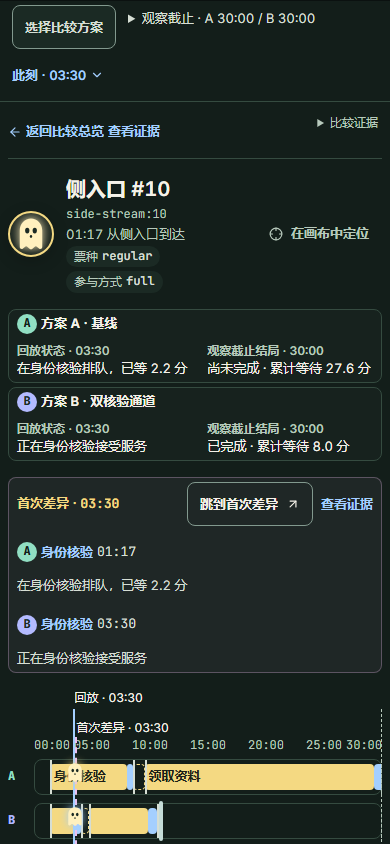 选择比较方案
▶ 观察截止 · A 30:00 / B 30:00
此刻 · 03:30
← 返回比较总览 查看证据
▶ 比较证据
侧入口 #10
side-stream:10
01:17 从侧入口到达
在画布中定位
票种 regular
参与方式 full
A 方案 A · 基线
回放状态 · 03:30
观察截止结局 · 30:00
在身份核验排队，已等 2.2 分
尚未完成 · 累计等待 27.6 分
B 方案 B · 双核验通道
回放状态 · 03:30
观察截止结局 · 30:00
正在身份核验接受服务
已完成 · 累计等待 8.0 分
首次差异 · 03:30
跳到首次差异 ↗
查看证据
A 身份核验 01:17
在身份核验排队，已等 2.2 分
B 身份核验 03:30
正在身份核验接受服务
回放 · 03:30
首次差异 · 03:30
00:00 05:00 10:00 15:00 20:00 25:00 30:00
A 身份核验 领取资料
B